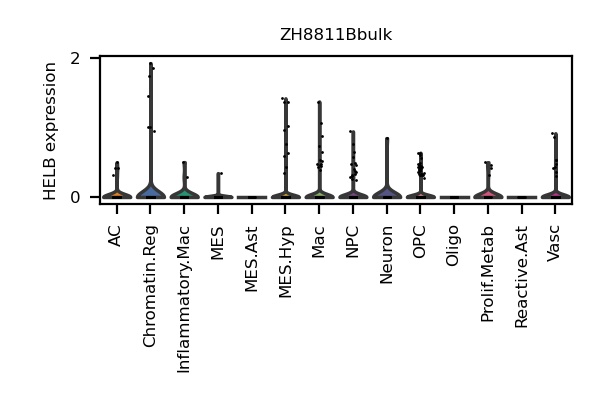 ZH8811Bbulk
HELB expression
2
0
AC
Chromatin.Reg
Inflammatory.Mac
MES
MES.Ast
MES.Hyp
Mac
NPC
Neuron
OPC
Oligo
Prolif.Metab
Reactive.Ast
Vasc